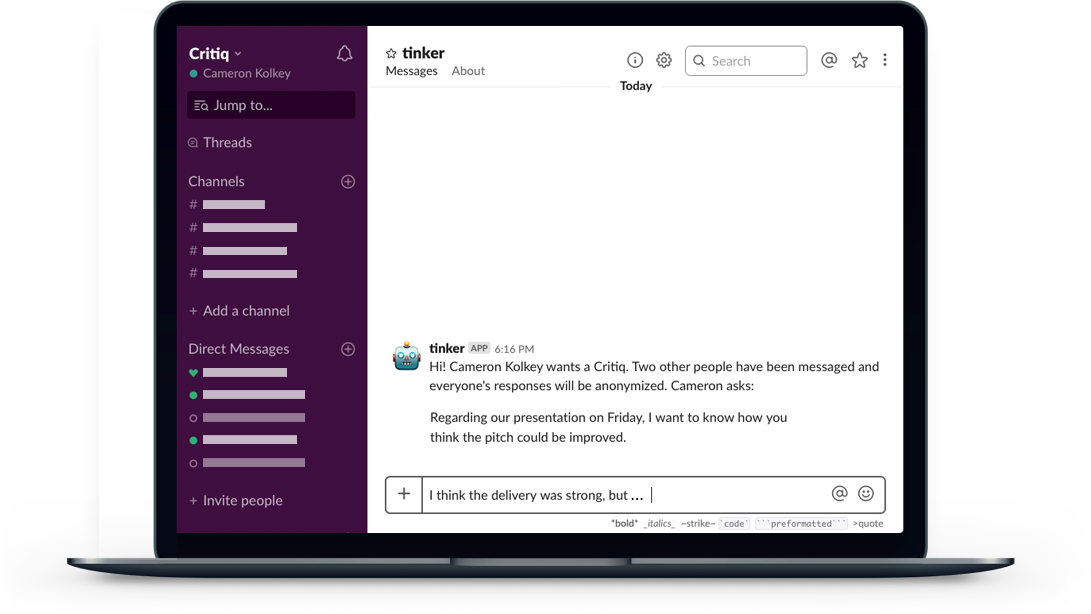 Critiq
Cameron Kolkey
Jump to...
Threads
Channels
#
#
#
#
+ Add a channel
Direct Messages
+ Invite people
tinker
Messages About
Search
@
Today
tinker APP 6:16 PM
Hi! Cameron Kolkey wants a Critiq. Two other people have been messaged and
everyone's responses will be anonymized. Cameron asks:
Regarding our presentation on Friday, I want to know how you
think the pitch could be improved.
+ I think the delivery was strong, but ... | @
*bold* _italics_ ~strike~ `code` ```preformatted``` >quote